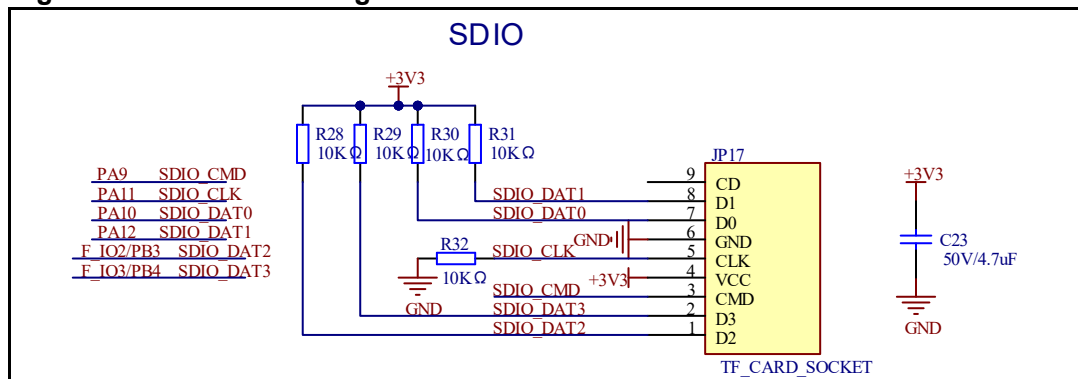 SDIO
+3V3
R28 R29 R30 R31
10KΩ 10KΩ 10KΩ 10KΩ
PA9 SDIO_CMD
PA11 SDIO_CLK
PA10 SDIO_DAT0
PA12 SDIO_DAT1
F_IO2/PB3 SDIO_DAT2
F_IO3/PB4 SDIO_DAT3
JP17
9 CD
SDIO_DAT1 8 D1
SDIO_DAT0 7 D0
GND 6 GND
R32 SDIO_CLK 5 CLK
10KΩ +3V3 4 VCC
SDIO_CMD 3 CMD
GND SDIO_DAT3 2 D3
SDIO_DAT2 1 D2
TF_CARD_SOCKET
+3V3
C23
50V/4.7uF
GND